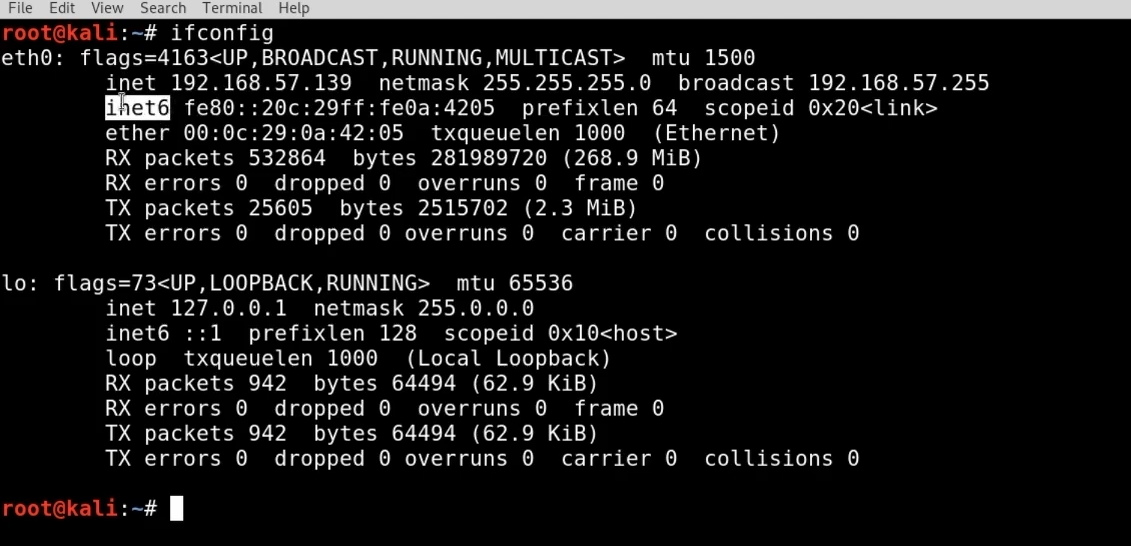 File Edit View Search Terminal Help
root@kali:~# ifconfig
eth0: flags=4163<UP,BROADCAST,RUNNING,MULTICAST>  mtu 1500
        inet 192.168.57.139  netmask 255.255.255.0  broadcast 192.168.57.255
        inet6 fe80::20c:29ff:fe0a:4205  prefixlen 64  scopeid 0x20<link>
        ether 00:0c:29:0a:42:05  txqueuelen 1000  (Ethernet)
        RX packets 532864  bytes 281989720 (268.9 MiB)
        RX errors 0  dropped 0  overruns 0  frame 0
        TX packets 25605  bytes 2515702 (2.3 MiB)
        TX errors 0  dropped 0 overruns 0  carrier 0  collisions 0

lo: flags=73<UP,LOOPBACK,RUNNING>  mtu 65536
        inet 127.0.0.1  netmask 255.0.0.0
        inet6 ::1  prefixlen 128  scopeid 0x10<host>
        loop  txqueuelen 1000  (Local Loopback)
        RX packets 942  bytes 64494 (62.9 KiB)
        RX errors 0  dropped 0  overruns 0  frame 0
        TX packets 942  bytes 64494 (62.9 KiB)
        TX errors 0  dropped 0 overruns 0  carrier 0  collisions 0

root@kali:~#